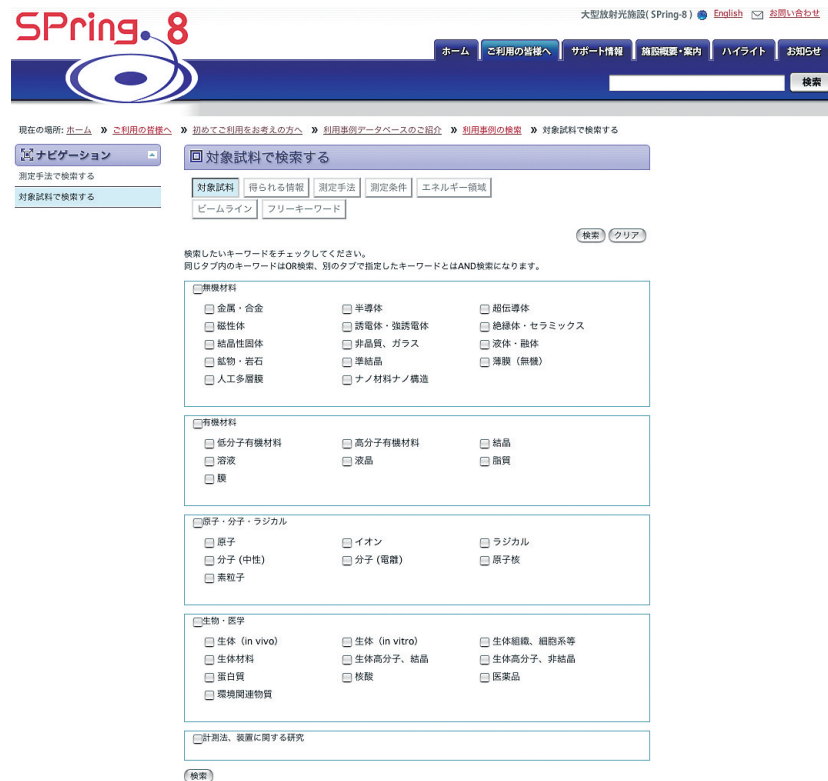 SPring-8
大型放射光施設( SPring-8 ) English お問い合わせ
ホーム ご利用の皆様へ サポート情報 施設概要・案内 ハイライト お知らせ
検索
現在の場所: ホーム » ご利用の皆様へ » 初めてご利用をお考えの方へ » 利用事例データベースのご紹介 » 利用事例の検索 » 対象試料で検索する
ナビゲーション
測定手法で検索する
対象試料で検索する
対象試料で検索する
対象試料 得られる情報 測定手法 測定条件 エネルギー領域
ビームライン フリーキーワード
検索 クリア
検索したいキーワードをチェックしてください。
同じタブ内のキーワードはOR検索、別のタブで指定したキーワードとはAND検索になります。
無機材料
金属・合金 半導体 超伝導体
磁性体 誘電体・強誘電体 絶縁体・セラミックス
結晶性固体 非晶質、ガラス 液体・融体
鉱物・岩石 準結晶 薄膜（無機）
人工多層膜 ナノ材料ナノ構造
有機材料
低分子有機材料 高分子有機材料 結晶
溶液 液晶 脂質
膜
原子・分子・ラジカル
原子 イオン ラジカル
分子 (中性) 分子 (電離) 原子核
素粒子
生物・医学
生体（in vivo） 生体（in vitro） 生体組織、細胞系等
生体材料 生体高分子、結晶 生体高分子、非結晶
蛋白質 核酸 医薬品
環境関連物質
計測法、装置に関する研究
検索